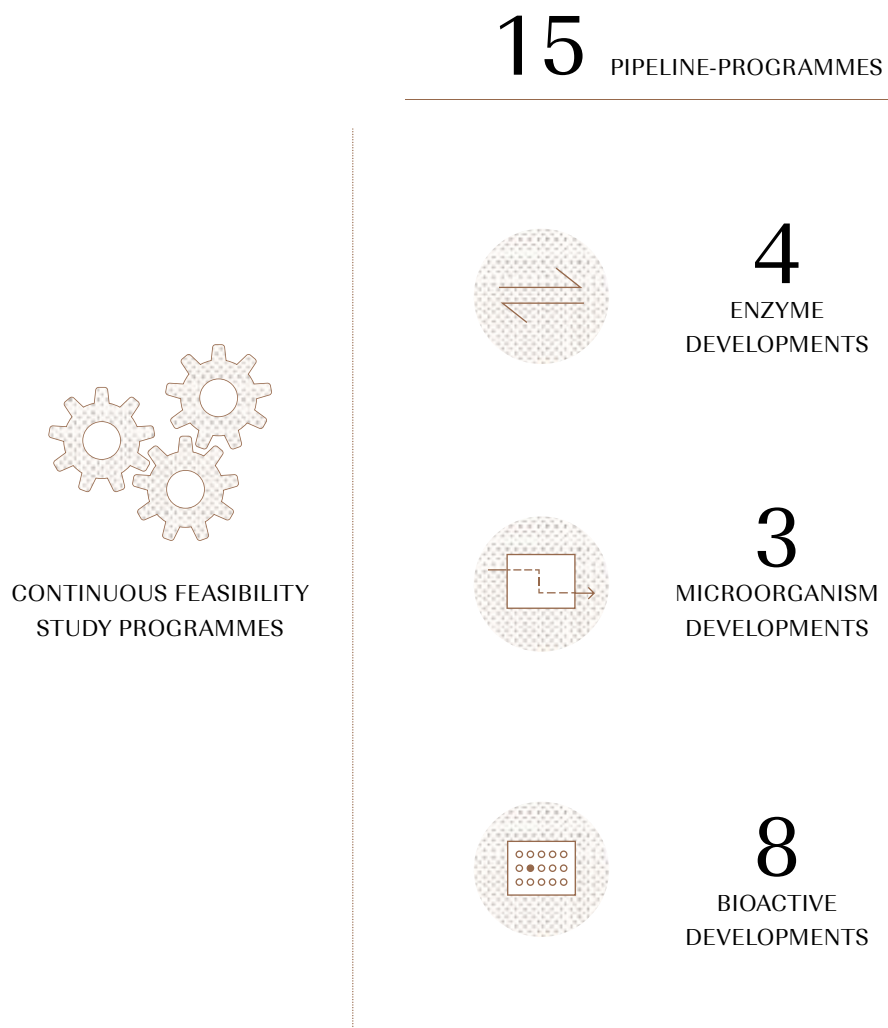 15 PIPELINE-PROGRAMMES
CONTINUOUS FEASIBILITY
STUDY PROGRAMMES
4
ENZYME
DEVELOPMENTS
3
MICROORGANISM
DEVELOPMENTS
8
BIOACTIVE
DEVELOPMENTS